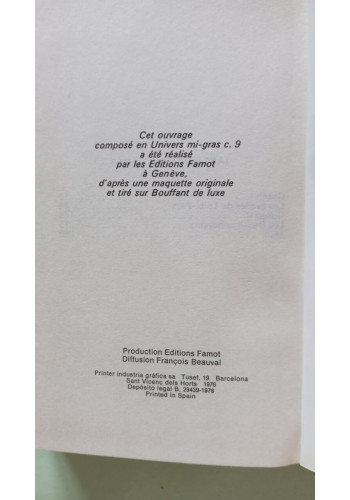 Cet ouvrage
composé en Univers mi-gras c. 9
a été réalisé
par les Editions Famot
à Genève,
d'après une maquette originale
et tiré sur Bouffant de luxe
Production Editions Famot
Diffusion François Beauval
Printer industria gráfica sa Tuset, 19 Barcelona
Sant Vicenç dels Horts 1976
Depósito legal B. 29439-1976
Printed in Spain